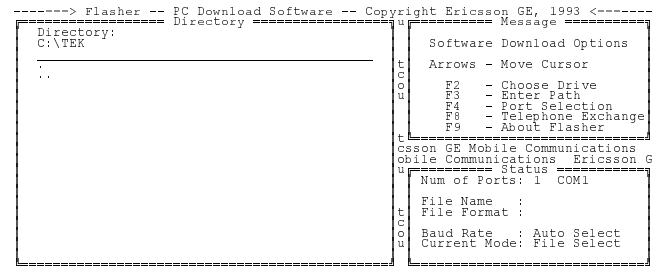 -------> Flasher -- PC Download Software -- Copyright Ericsson GE, 1993 <-------
Directory
Directory:
C:\TEK
.
..
u
t
c
o
u
t
u
t
c
o
u
Message
Software Download Options
Arrows - Move Cursor
F2 - Choose Drive
F3 - Enter Path
F4 - Port Selection
F8 - Telephone Exchange
F9 - About Flasher
csson GE Mobile Communications
obile Communications Ericsson G
Status
Num of Ports: 1 COM1
File Name :
File Format :
Baud Rate : Auto Select
Current Mode: File Select